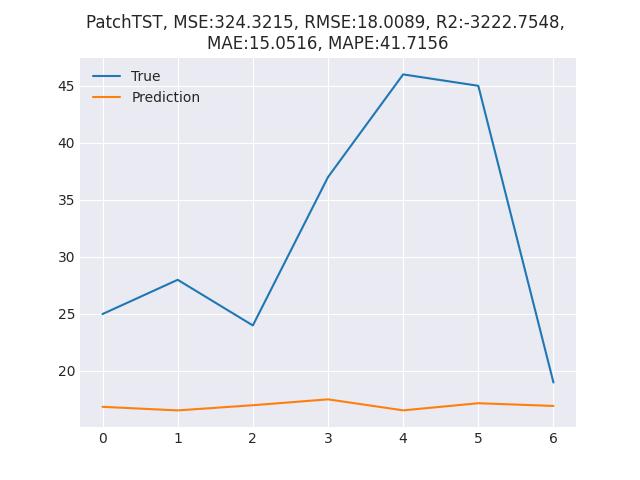 PatchTST, MSE:324.3215, RMSE:18.0089, R2:-3222.7548,
MAE:15.0516, MAPE:41.7156
True
Prediction
45
40
35
30
25
20
0 1 2 3 4 5 6